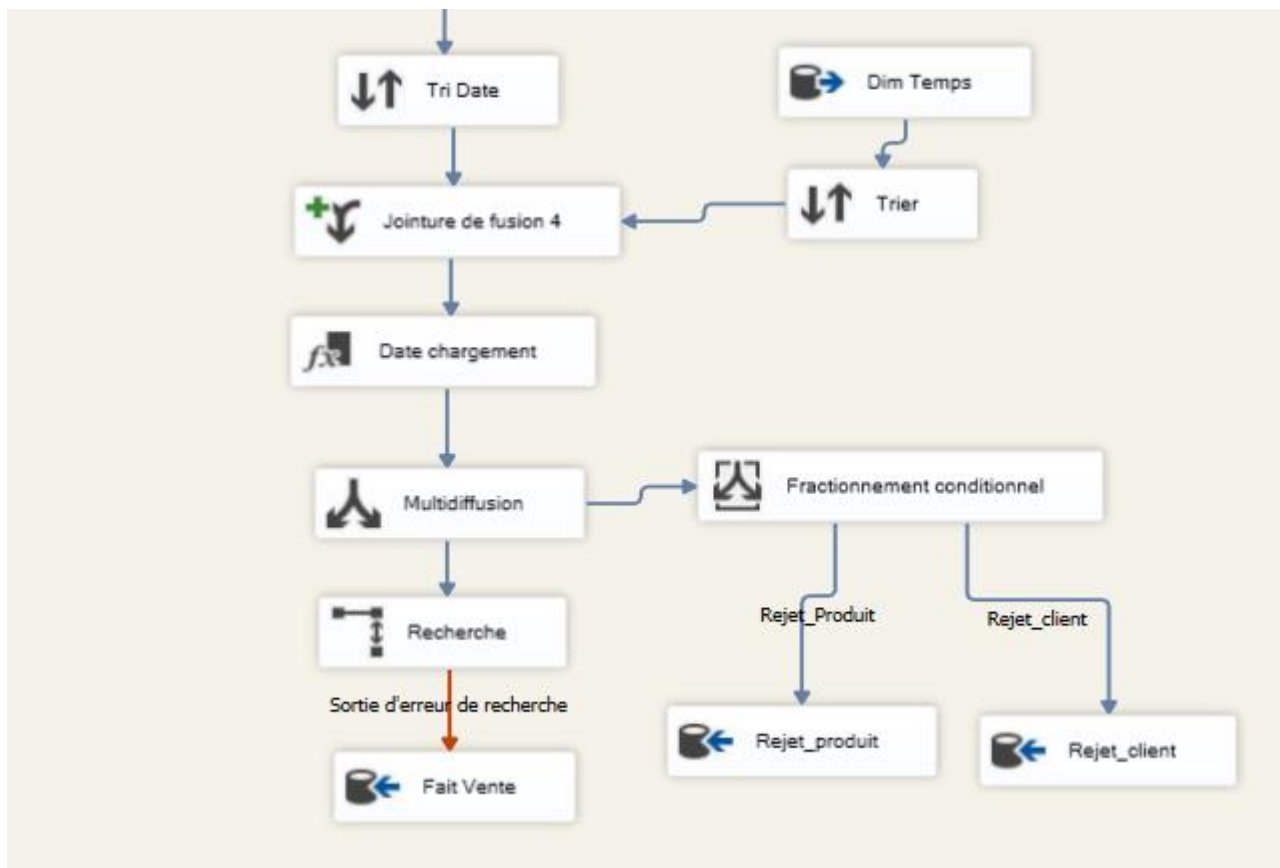 Tri Date
Dim Temps
Trier
Jointure de fusion 4
fx
Date chargement
Multidiffusion
Fractionnement conditionnel
Recherche
Rejet_Produit
Rejet_client
Sortie d'erreur de recherche
Rejet_produit
Rejet_client
Fait Vente